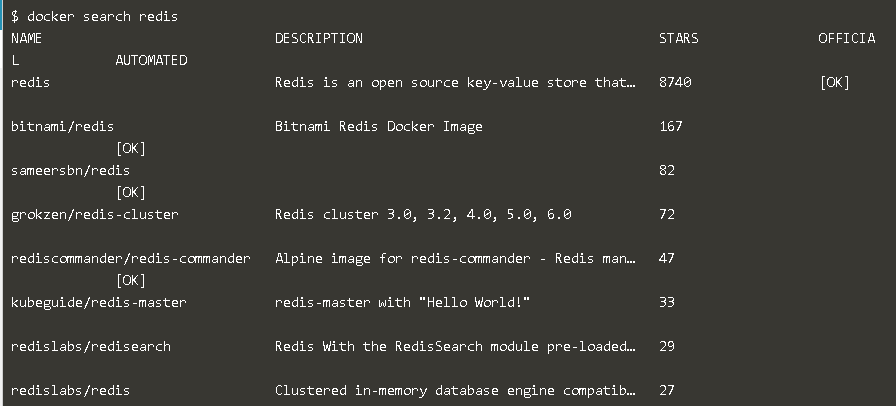 $ docker search redis
NAME DESCRIPTION STARS OFFICIA
L AUTOMATED
redis Redis is an open source key-value store that… 8740 [OK]
bitnami/redis Bitnami Redis Docker Image 167
[OK]
sameersbn/redis 82
[OK]
grokzen/redis-cluster Redis cluster 3.0, 3.2, 4.0, 5.0, 6.0 72
rediscommander/redis-commander Alpine image for redis-commander - Redis man… 47
[OK]
kubeguide/redis-master redis-master with "Hello World!" 33
redislabs/redisearch Redis With the RedisSearch module pre-loaded… 29
redislabs/redis Clustered in-memory database engine compatib… 27